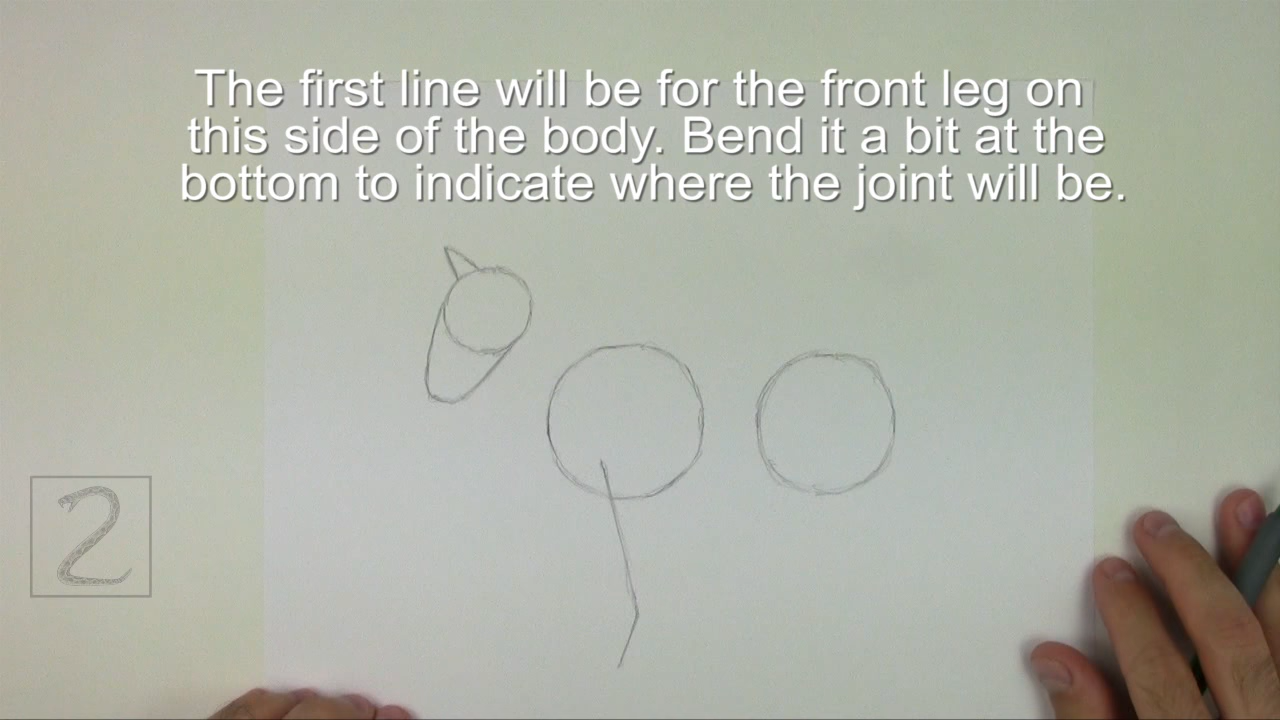 The first line will be for the front leg on
this side of the body. Bend it a bit at the
bottom to indicate where the joint will be.
2